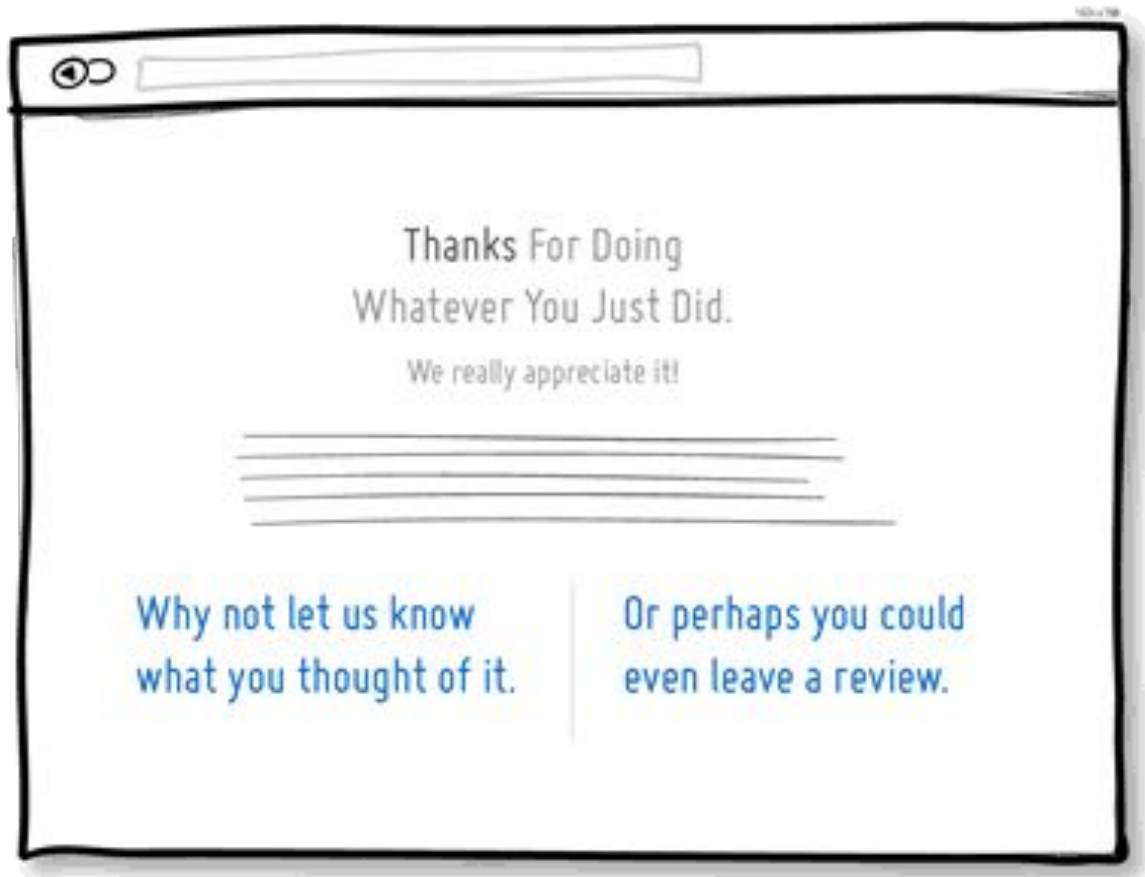 Thanks For Doing
Whatever You Just Did.
We really appreciate it!
Why not let us know
what you thought of it.
Or perhaps you could
even leave a review.